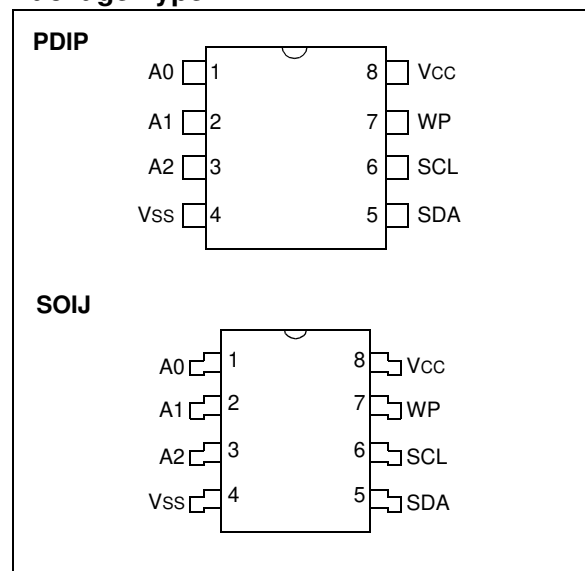 PDIP
A0 1 8 VCC
A1 2 7 WP
A2 3 6 SCL
VSS 4 5 SDA
SOIJ
A0 1 8 VCC
A1 2 7 WP
A2 3 6 SCL
VSS 4 5 SDA